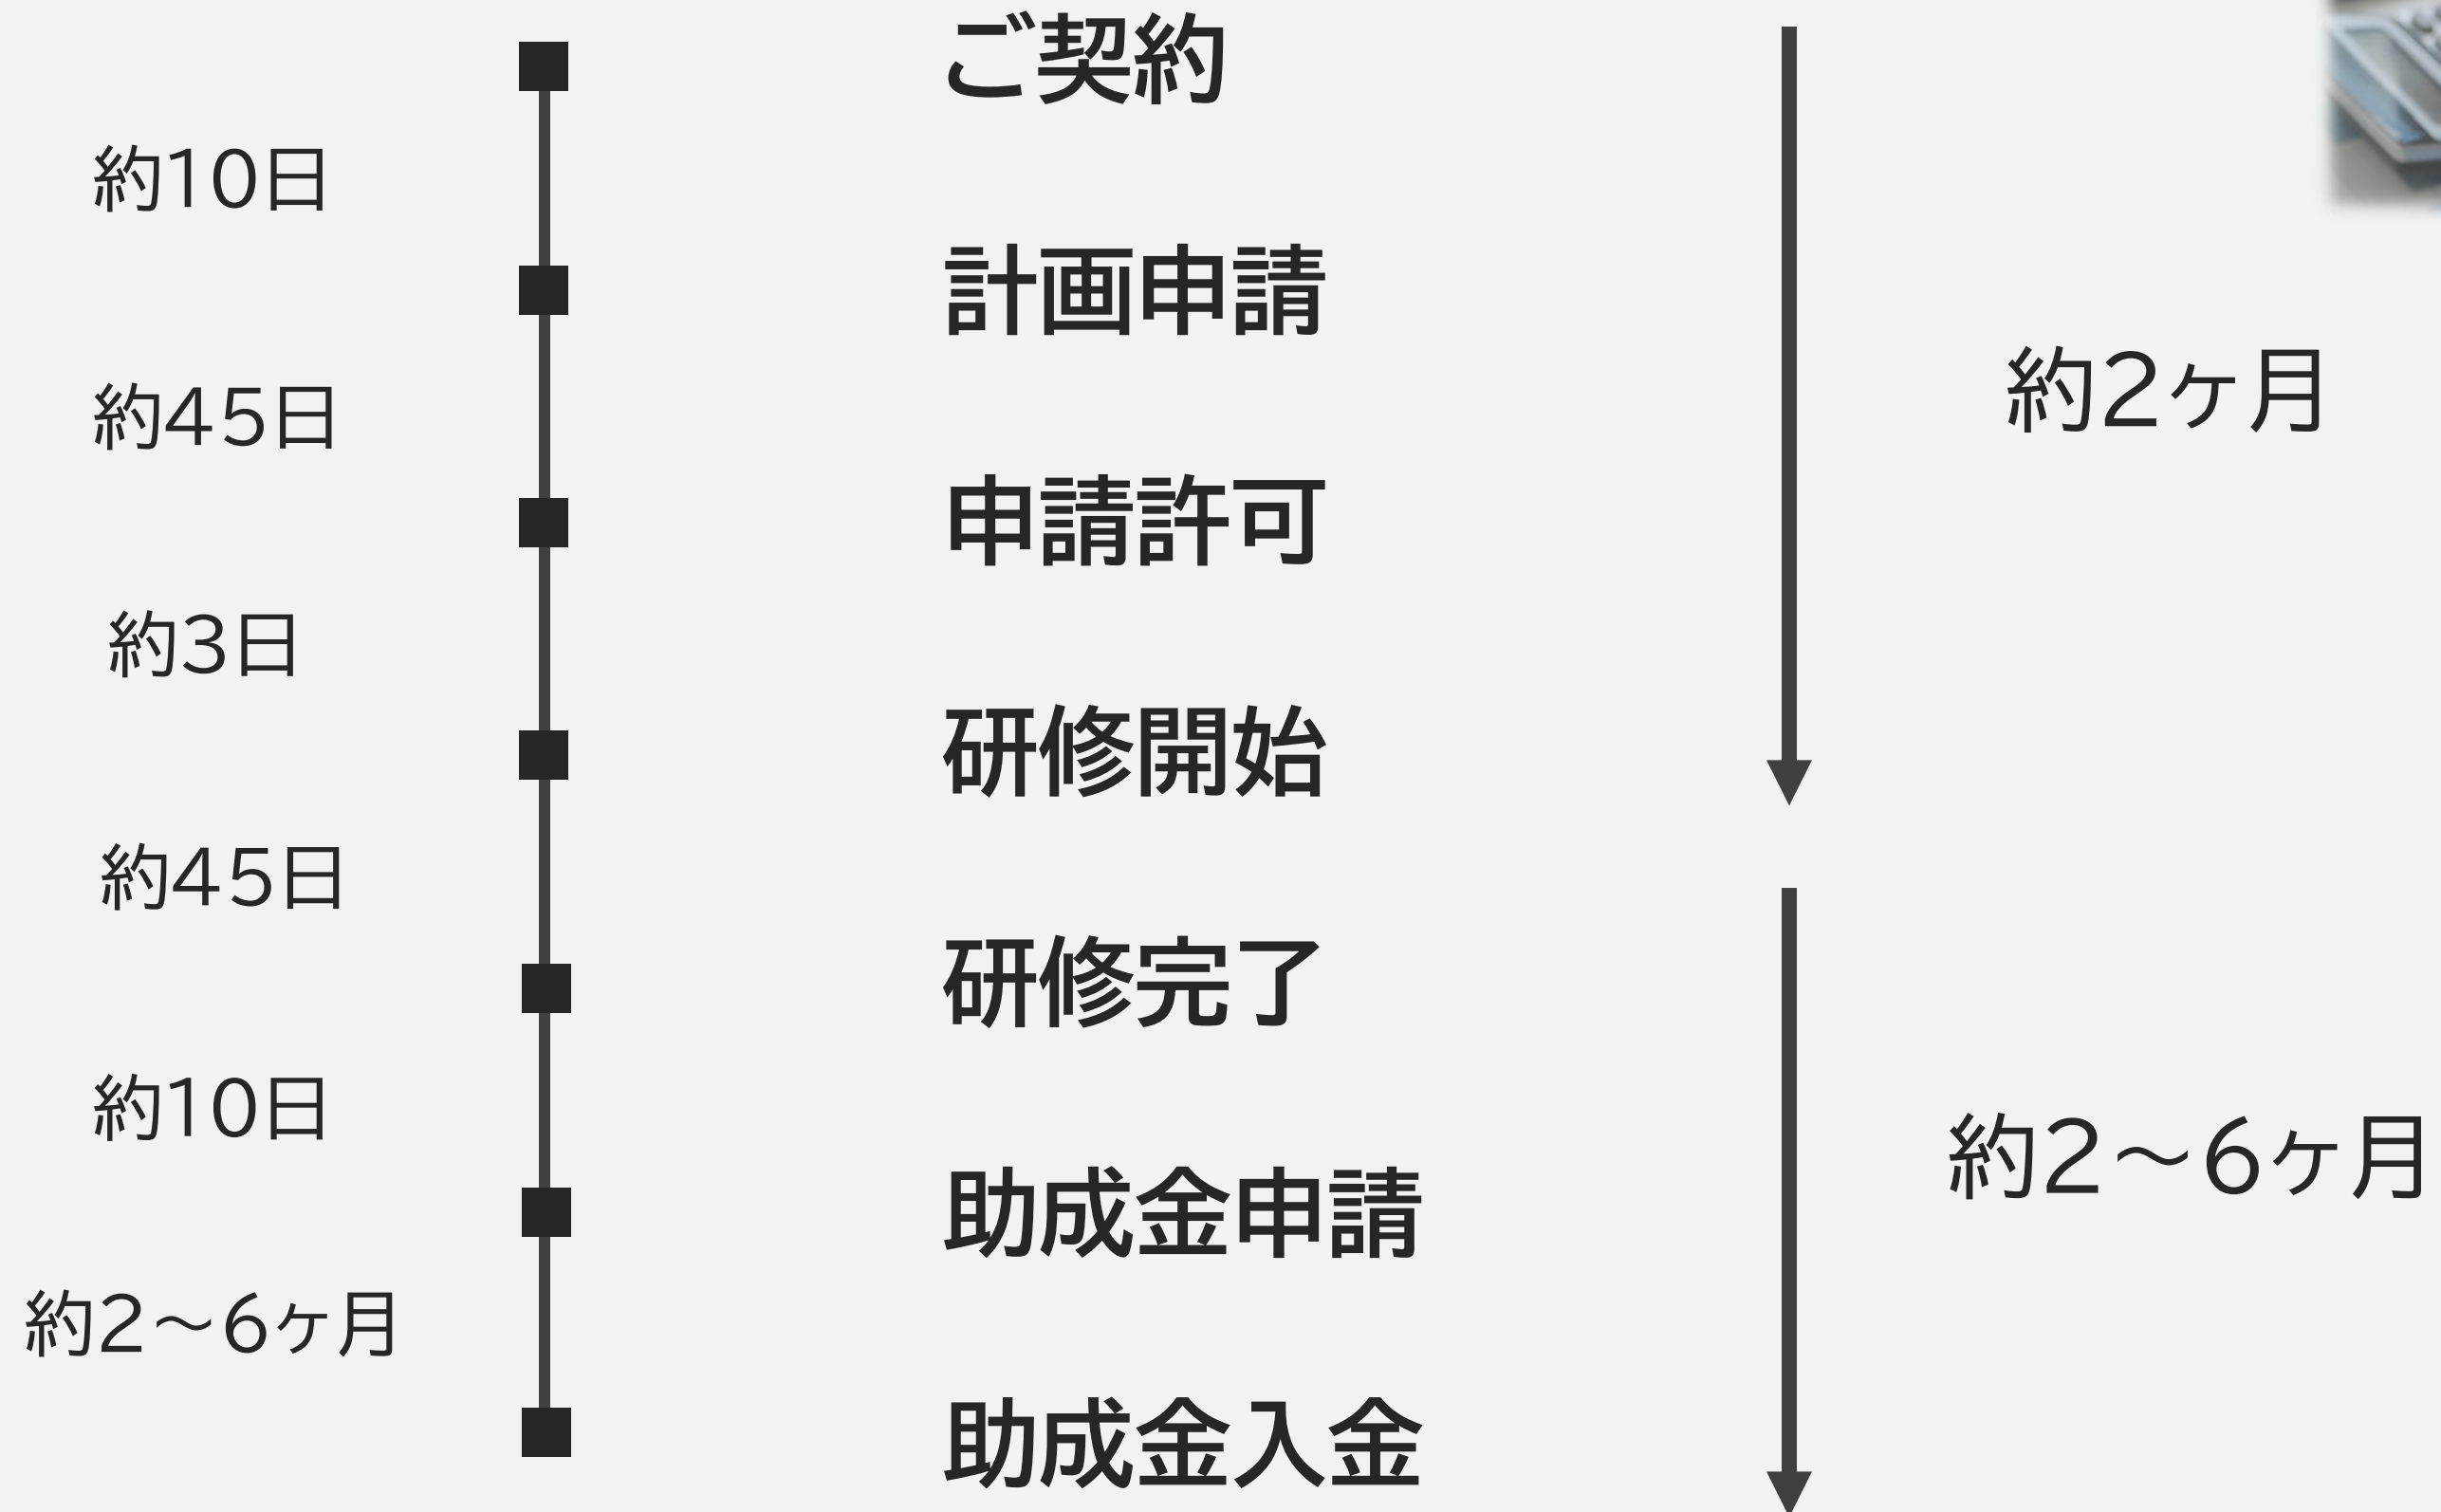 ご契約
約10日
計画申請
約45日
約2ヶ月
申請許可
約3日
研修開始
約45日
研修完了
約10日
約2～6ヶ月
助成金申請
約2～6ヶ月
助成金入金